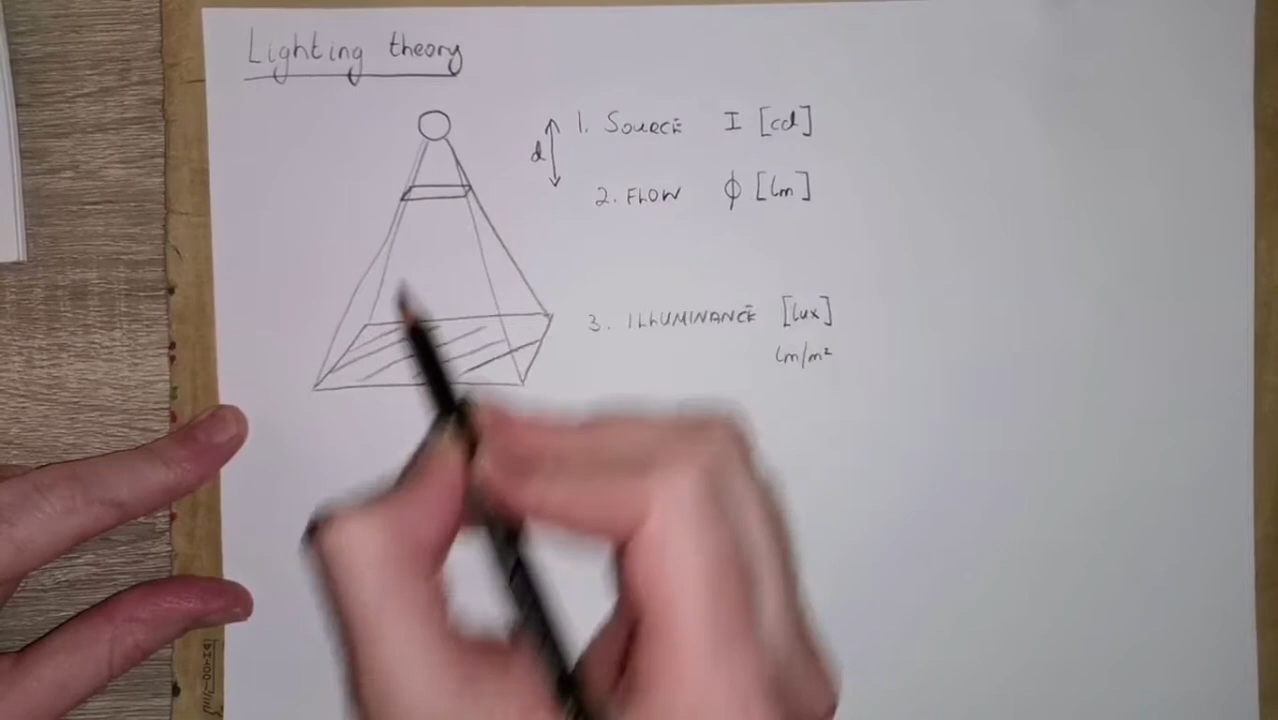 Lighting theory
d
1. SOURCE I [cd]
2. FLOW ϕ [lm]
3. ILLUMINANCE [lux]
lm/m²